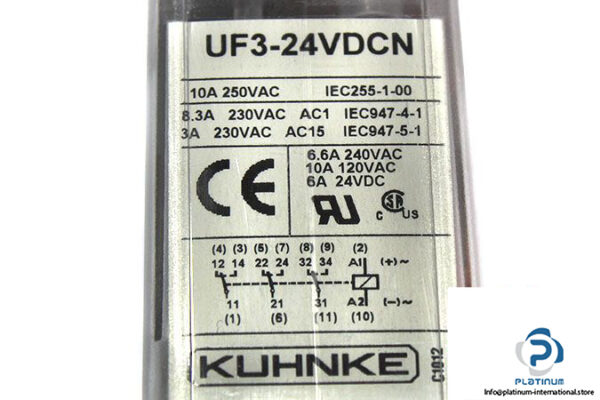 UF3-24VDCN
10A 250VAC IEC255-1-00
8.3A 230VAC AC1 IEC947-4-1
3A 230VAC AC15 IEC947-5-1
CE
6.6A 240VAC
10A 120VAC
6A 24VDC
RU C SA US
(4) (3) (5) (7) (8) (9) (2)
12 14 22 24 32 34 A1 (+)~
11 21 31 A2 (-)~
(1) (6) (11) (10)
KUHNKE
C1012
PLATINUM
Info@platinum-international.store